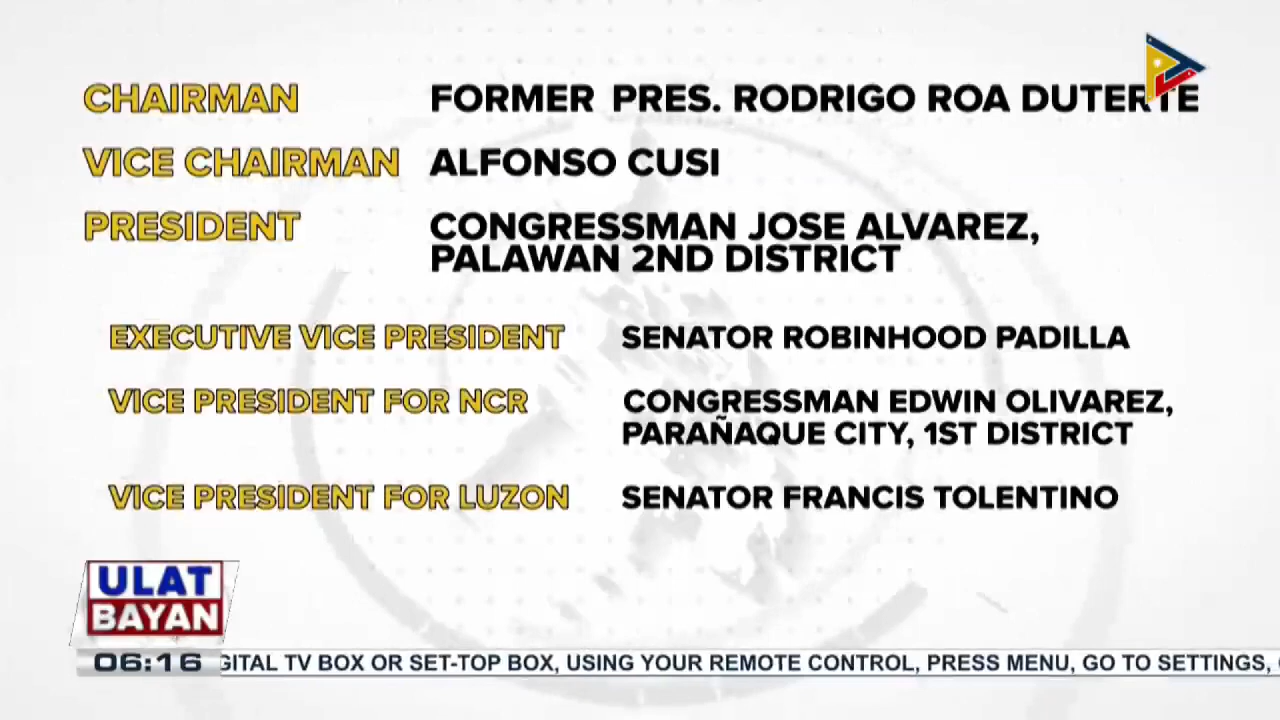 CHAIRMAN FORMER PRES. RODRIGO ROA DUTERTE
VICE CHAIRMAN ALFONSO CUSI
PRESIDENT CONGRESSMAN JOSE ALVAREZ,
PALAWAN 2ND DISTRICT
EXECUTIVE VICE PRESIDENT SENATOR ROBINHOOD PADILLA
VICE PRESIDENT FOR NCR CONGRESSMAN EDWIN OLIVAREZ,
PARAÑAQUE CITY, 1ST DISTRICT
VICE PRESIDENT FOR LUZON SENATOR FRANCIS TOLENTINO
ULAT
BAYAN
06:16 GITAL TV BOX OR SET-TOP BOX, USING YOUR REMOTE CONTROL, PRESS MENU, GO TO SETTINGS,